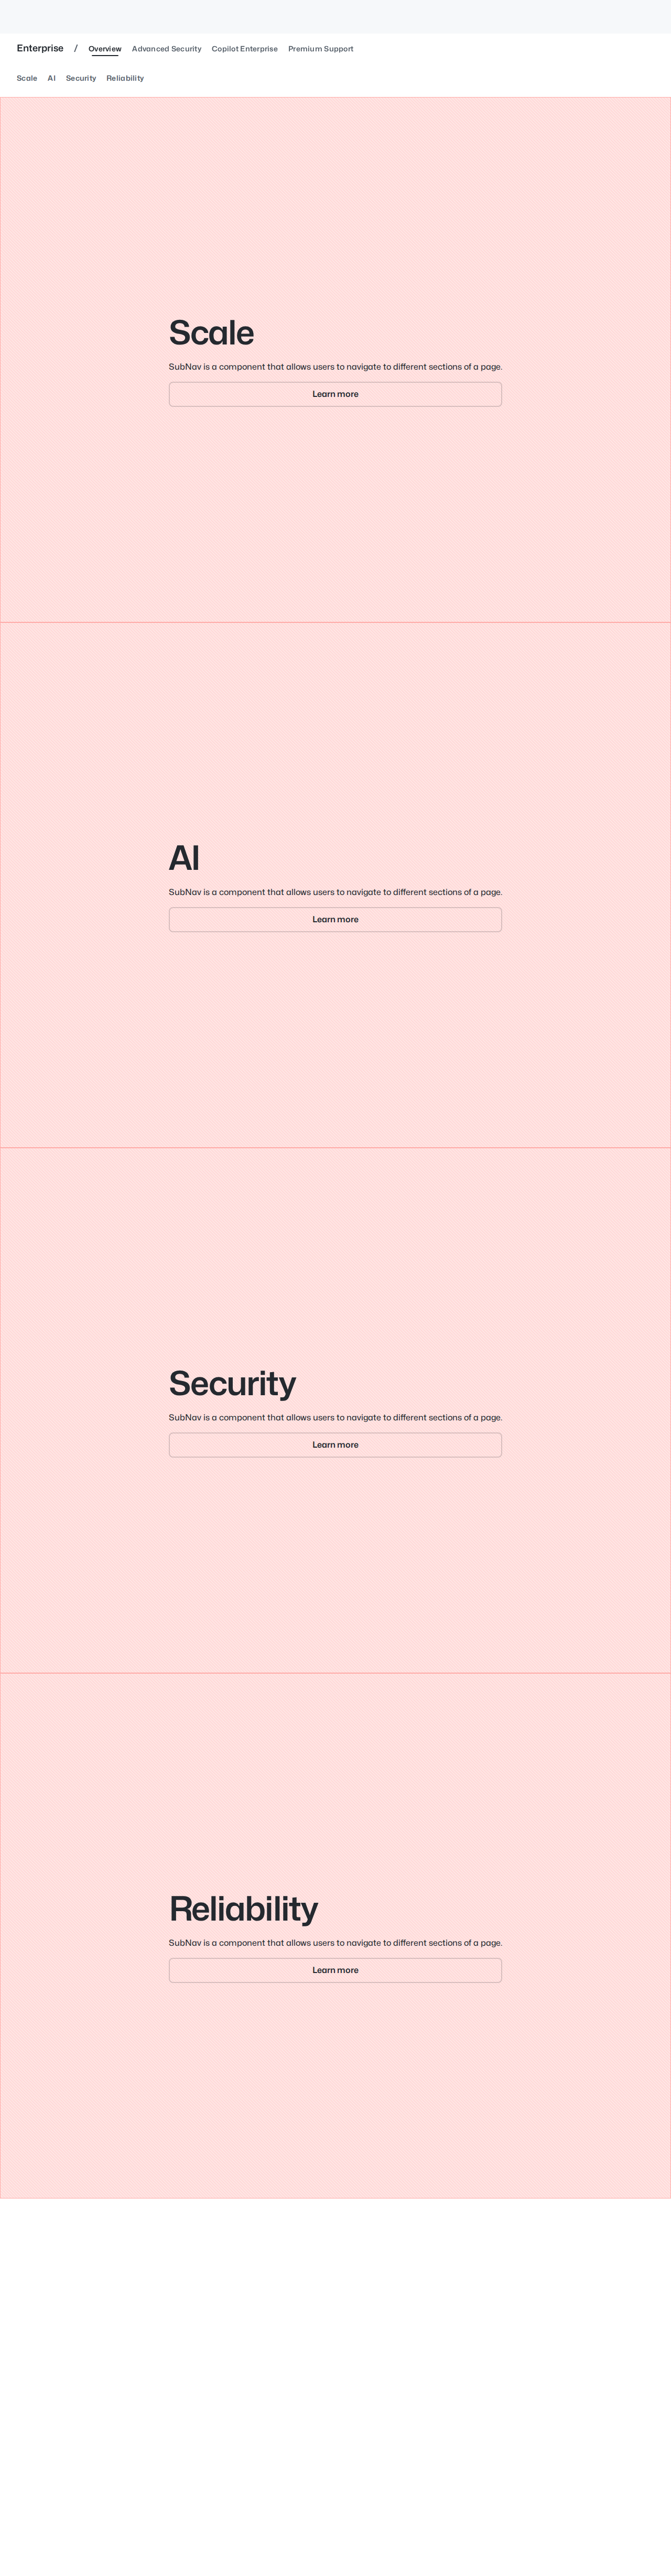 Enterprise / Overview Advanced Security Copilot Enterprise Premium Support
Scale AI Security Reliability
Scale
SubNav is a component that allows users to navigate to different sections of a page.
Learn more
AI
SubNav is a component that allows users to navigate to different sections of a page.
Learn more
Security
SubNav is a component that allows users to navigate to different sections of a page.
Learn more
Reliability
SubNav is a component that allows users to navigate to different sections of a page.
Learn more